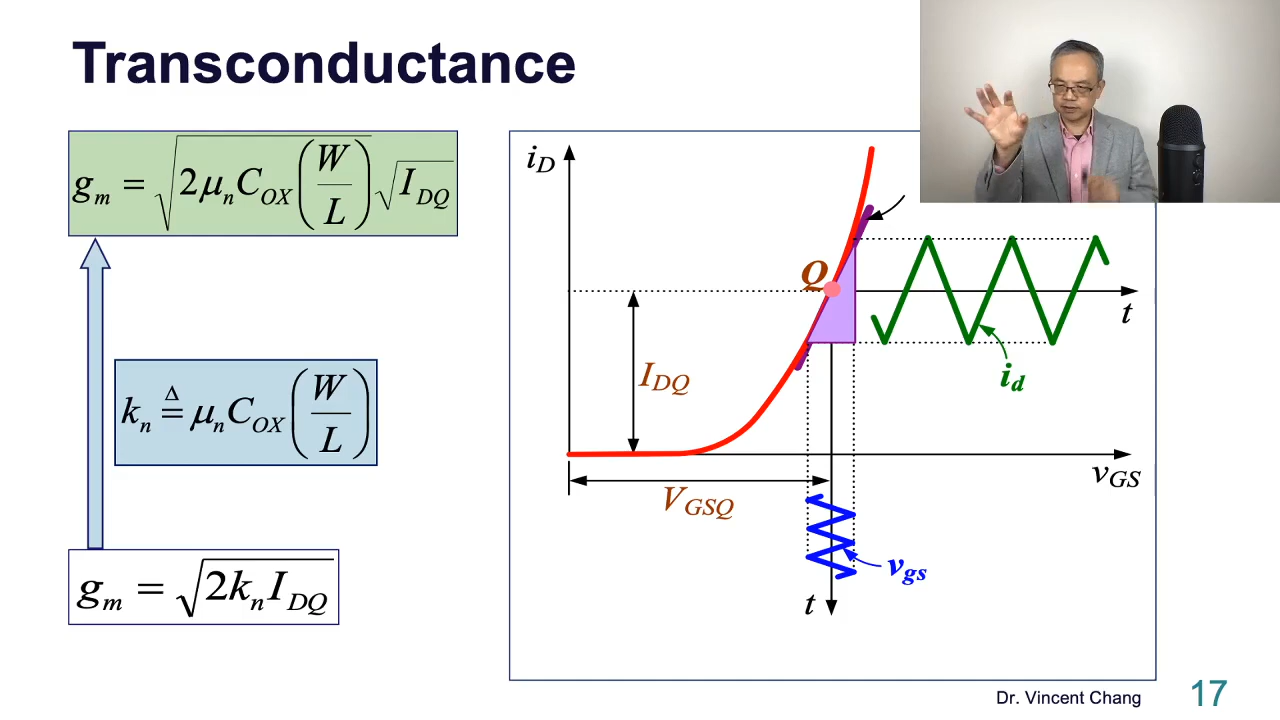 Transconductance
g_m = √(2μ_n C_OX (W/L)) √(I_DQ)
k_n ≜ μ_n C_OX (W/L)
g_m = √(2k_n I_DQ)
i_D
Q
t
I_DQ
i_d
v_GS
V_GSQ
v_gs
t
Dr. Vincent Chang
17